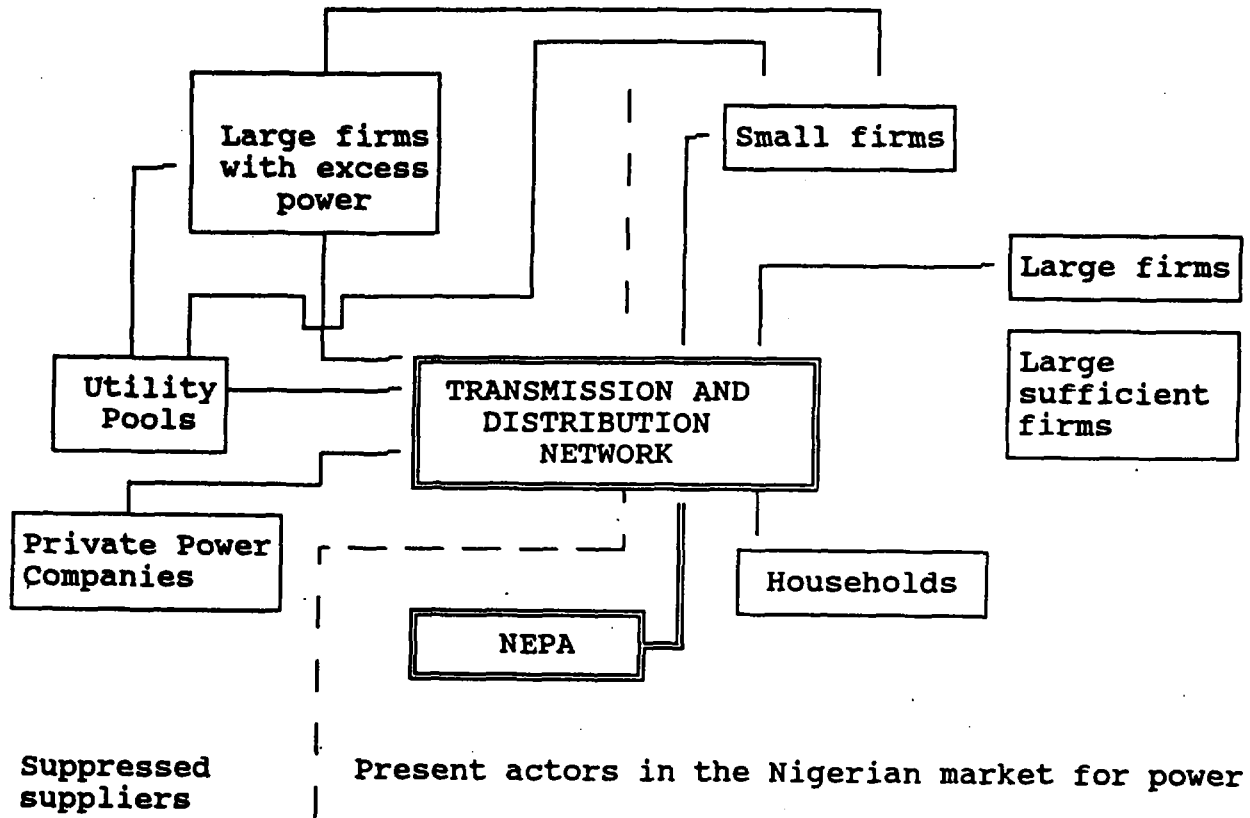 Large firms
with excess
power
Small firms
Large firms
Large
sufficient
firms
Utility
Pools
TRANSMISSION AND
DISTRIBUTION
NETWORK
Private Power
Companies
Households
NEPA
Suppressed
suppliers
Present actors in the Nigerian market for power